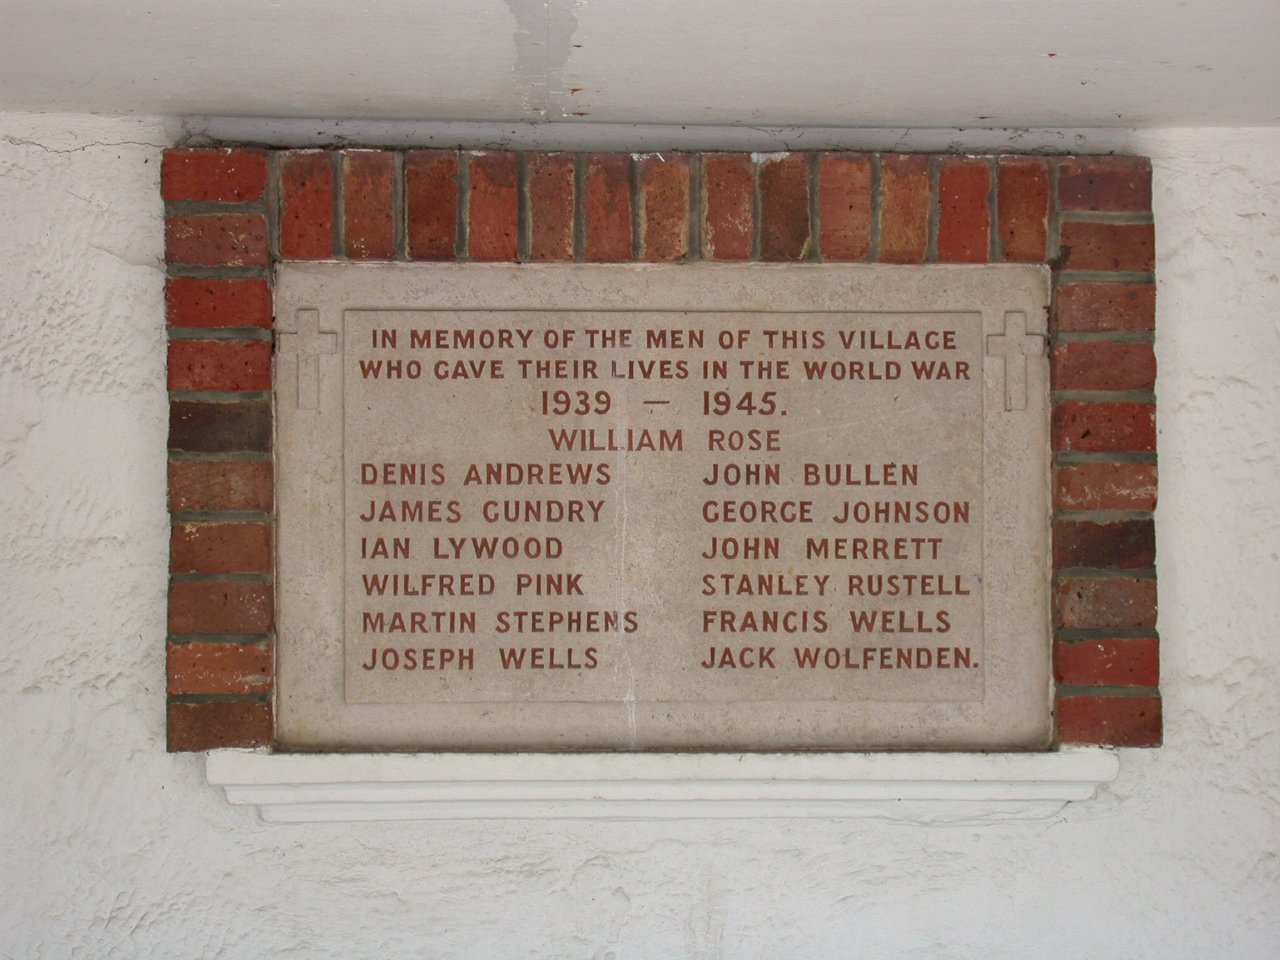 IN MEMORY OF THE MEN OF THIS VILLAGE
WHO GAVE THEIR LIVES IN THE WORLD WAR
1939 — 1945.
WILLIAM ROSE
DENIS ANDREWS JOHN BULLEN
JAMES GUNDRY GEORGE JOHNSON
IAN LYWOOD JOHN MERRETT
WILFRED PINK STANLEY RUSTELL
MARTIN STEPHENS FRANCIS WELLS
JOSEPH WELLS JACK WOLFENDEN.